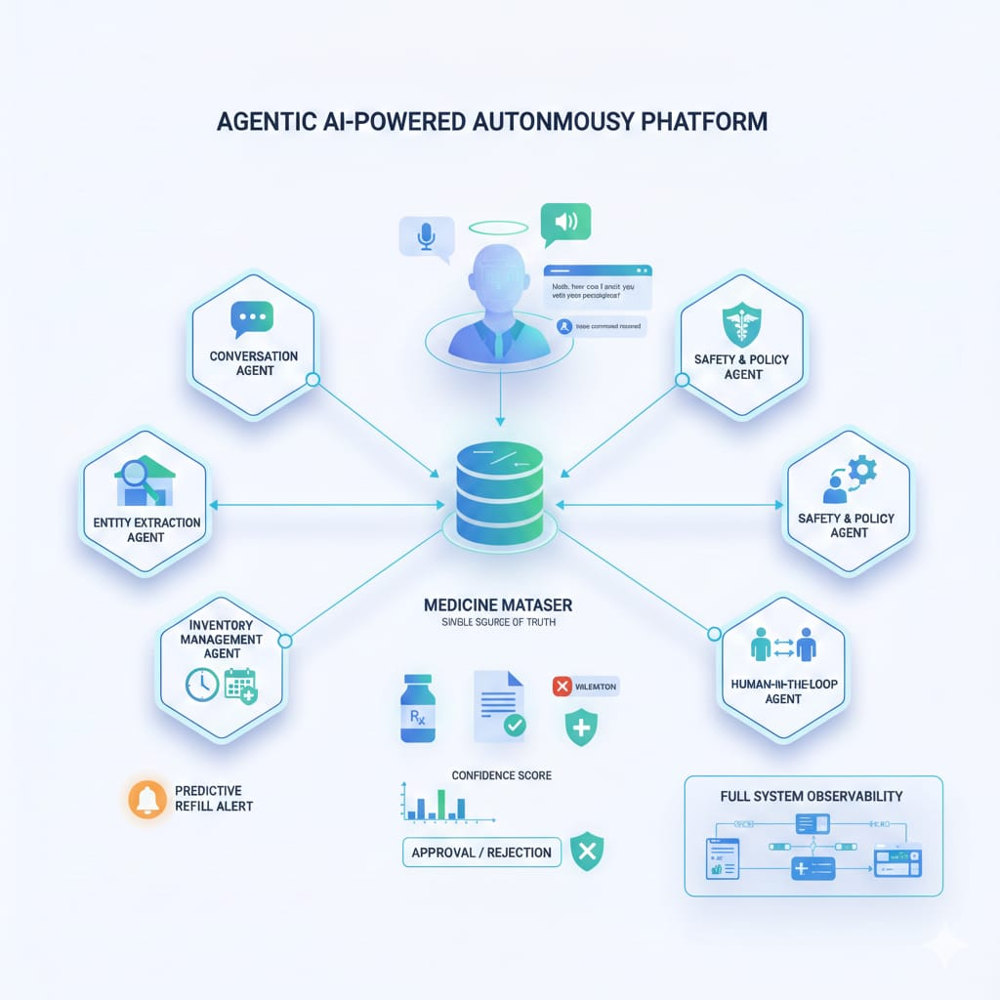 AGENTIC AI-POWERED AUTONMOUSY PHATFORM
CONVERSATION
AGENT
SAFETY & POLICY
AGENT
ENTITY EXTRACTION
AGENT
SAFETY & POLICY
AGENT
INVENTORY
MANAGEMENT
AGENT
MEDICINE MATASER
SINBLE SGURCE OF TRUTH
HUMAN-IH-THE-LOOP
AGENT
Rx
WILEMTON
PREDICTIVE
REFILL ALERT
CONFIDENCE SCORE
APPROVAL / REJECTION
FULL SYSTEM OBSERVABILITY